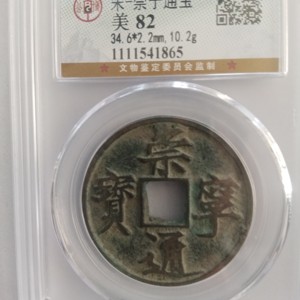 宋-崇宁通宝
美 82
34.6*2.2mm,10.2g
1111541865
文物鉴定委员会监制
崇
寶 寧
通